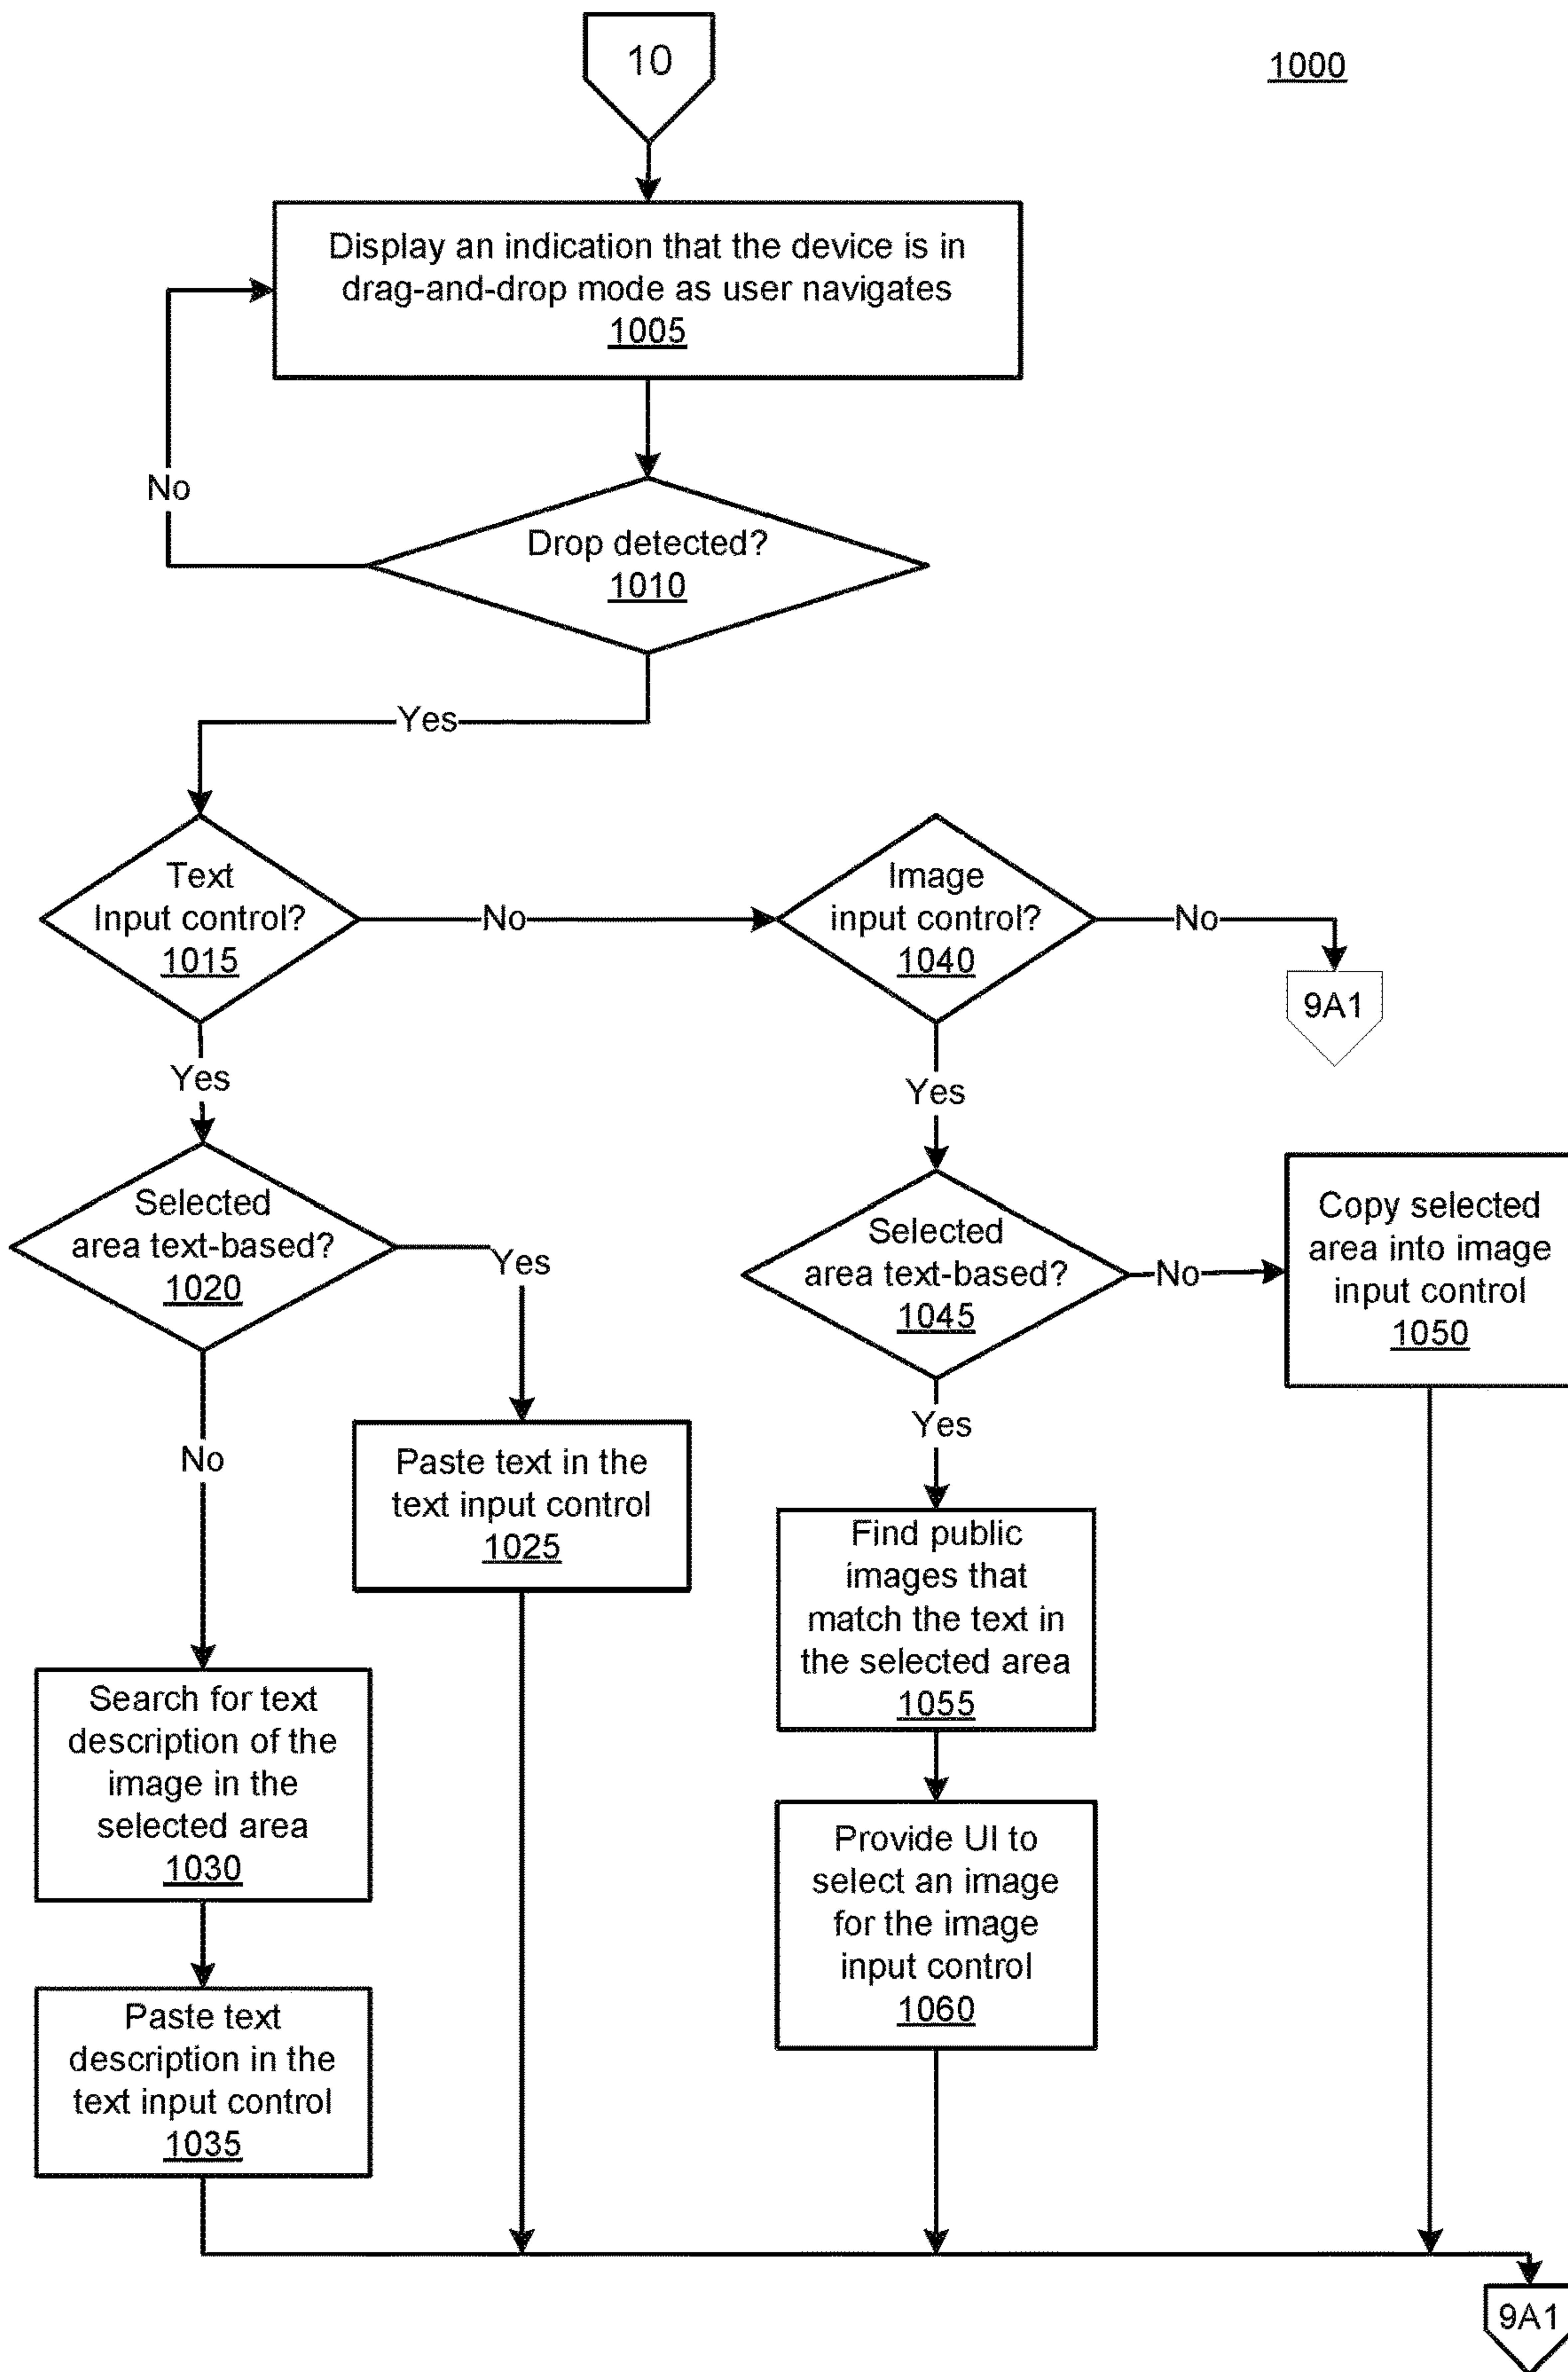 10
1000
Display an indication that the device is in
drag-and-drop mode as user navigates
1005
No
Drop detected?
1010
Yes
Text
Input control?
1015
No
Image
input control?
1040
No
9A1
Yes
Yes
Selected
area text-based?
1020
Yes
Selected
area text-based?
1045
No
Copy selected
area into image
input control
1050
No
Paste text in the
text input control
1025
Yes
Find public
images that
match the text in
the selected area
1055
Search for text
description of the
image in the
selected area
1030
Provide UI to
select an image
for the image
input control
1060
Paste text
description in the
text input control
1035
9A1